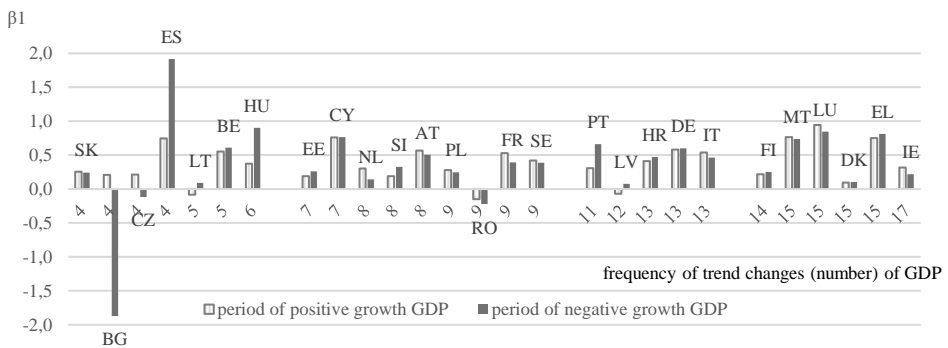 β1
2,0
1,5
1,0
0,5
0,0
-0,5
-1,0
-1,5
-2,0
SK
BG
CZ
ES
LT
BE
HU
EE
CY
NL
SI
AT
PL
RO
FR
SE
PT
LV
HR
DE
IT
FI
MT
LU
DK
EL
IE
4 4 4 4 5 5 6 7 7 8 8 8 9 9 9 9 11 12 13 13 13 14 15 15 15 15 17
frequency of trend changes (number) of GDP
period of positive growth GDP period of negative growth GDP